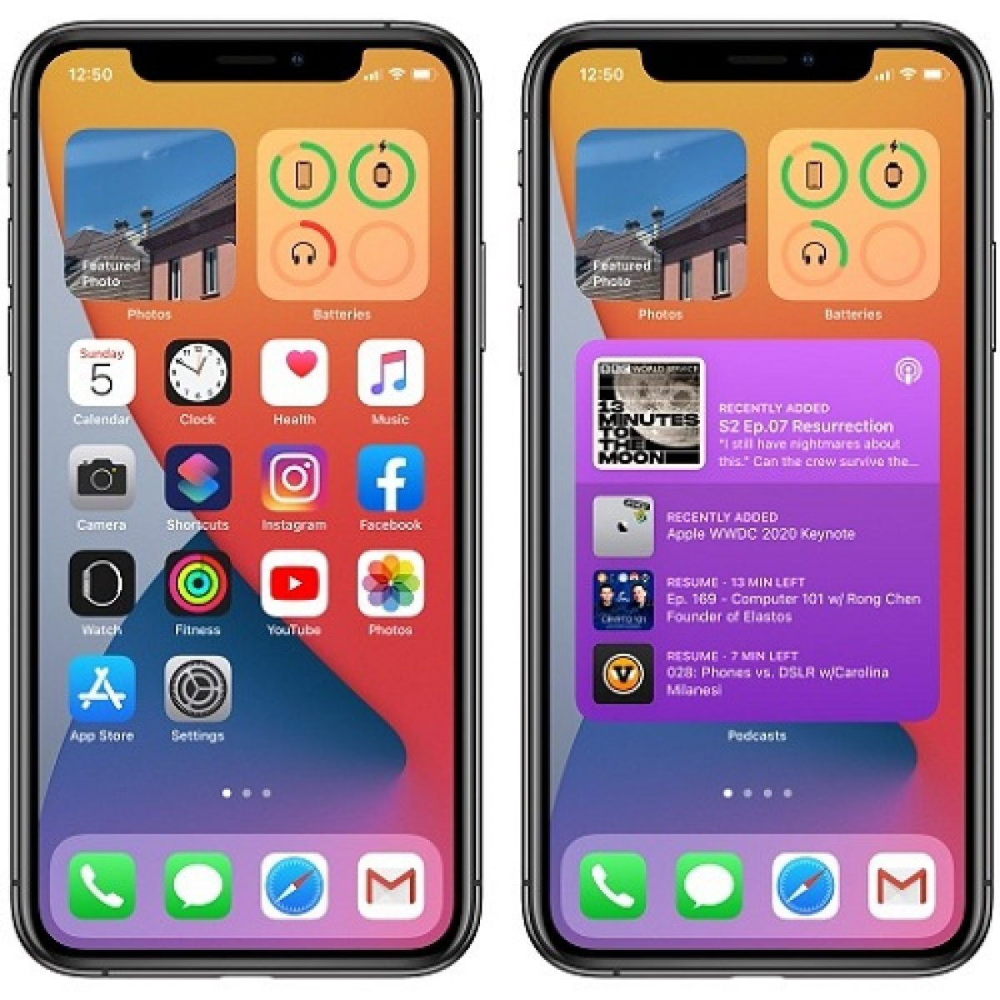 12:50
Featured
Photo
Photos
Batteries
Sunday
5
Calendar
Clock
Health
Music
Camera
Shortcuts
Instagram
Facebook
Watch
Fitness
YouTube
Photos
App Store
Settings
12:50
Featured
Photo
Photos
Batteries
BBC WORLD SERVICE
13
MINUTES
TO
THE
MOON
RECENTLY ADDED
S2 Ep.07 Resurrection
"I still have nightmares about
this." Can the crew survive the...
RECENTLY ADDED
Apple WWDC 2020 Keynote
RESUME - 13 MIN LEFT
Ep. 169 - Computer 101 w/ Rong Chen
Founder of Elastos
CRYPTO 101
RESUME - 7 MIN LEFT
028: Phones vs. DSLR w/Carolina
Milanesi
Podcasts